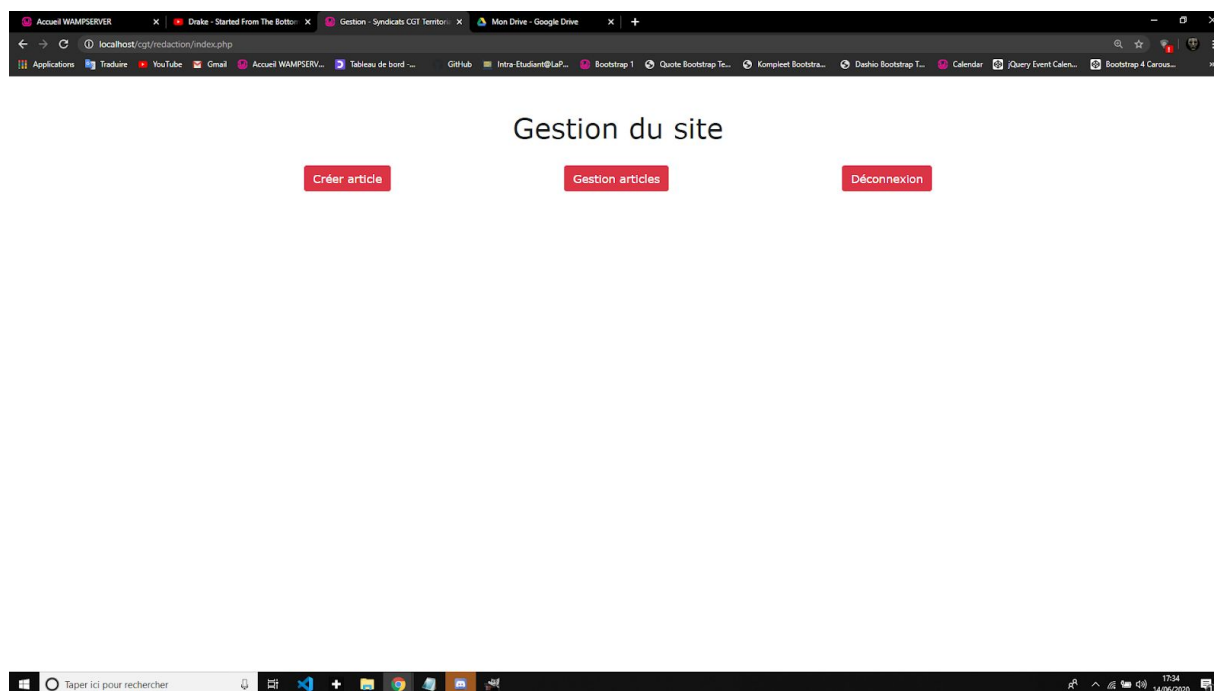 Accueil WAMPSERVER Drake - Started From The Bottom Gestion - Syndicats CGT Territori Mon Drive - Google Drive
localhost/cgt/redaction/index.php
Applications Traduire YouTube Gmail Accueil WAMPSERV... Tableau de bord -... GitHub Intra-Etudiant@LaP... Bootstrap 1 Quote Bootstrap Te... Kompleet Bootstra... Dashio Bootstrap T... Calendar jQuery Event Calen... Bootstrap 4 Carous...
Gestion du site
Créer article Gestion articles Déconnexion
Taper ici pour rechercher 17:34
14/06/2020